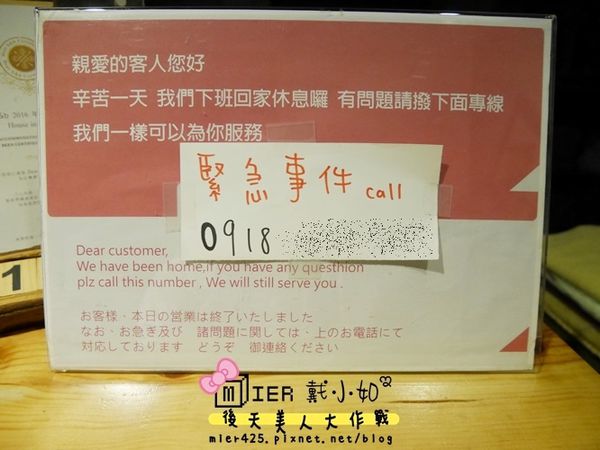 親愛的客人您好
辛苦一天 我們下班回家休息囉 有問題請撥下面專線
我們一樣可以為你服務
緊急事件 call
0918
Dear customer,
We have been home,if you have any questhion
plz call this number , We will still serve you .
お客様、本日の営業は終了いたしました
なお、お急ぎ及び 諸問題に関しては、上のお電話にて
対応しております どうぞ 御連絡ください
1
2016
House in
MIER 戴·小·如
後天美人大作戰
mier425.pixnet.net/blog